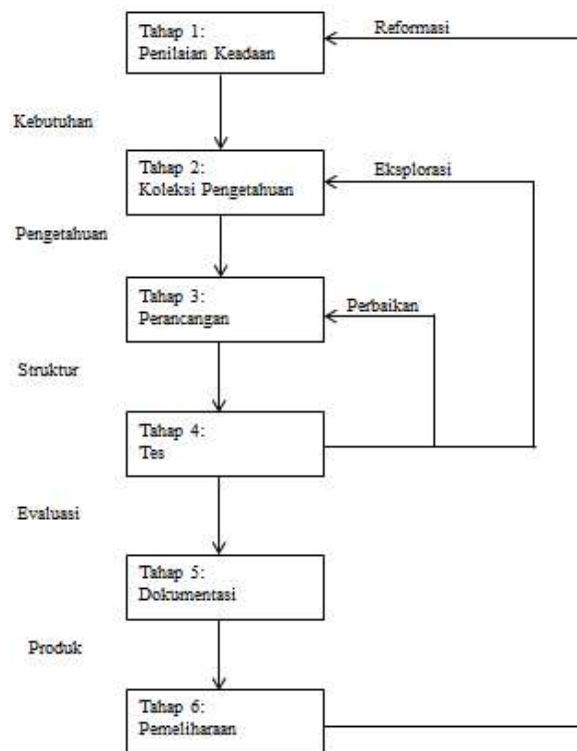 Tahap 1:
Penilaian Keadaan
Reformasi
Kebutuhan
Tahap 2:
Koleksi Pengetahuan
Eksplorasi
Pengetahuan
Tahap 3:
Perancangan
Perbaikan
Struktur
Tahap 4:
Tes
Evaluasi
Tahap 5:
Dokumentasi
Produk
Tahap 6:
Pemeliharaan